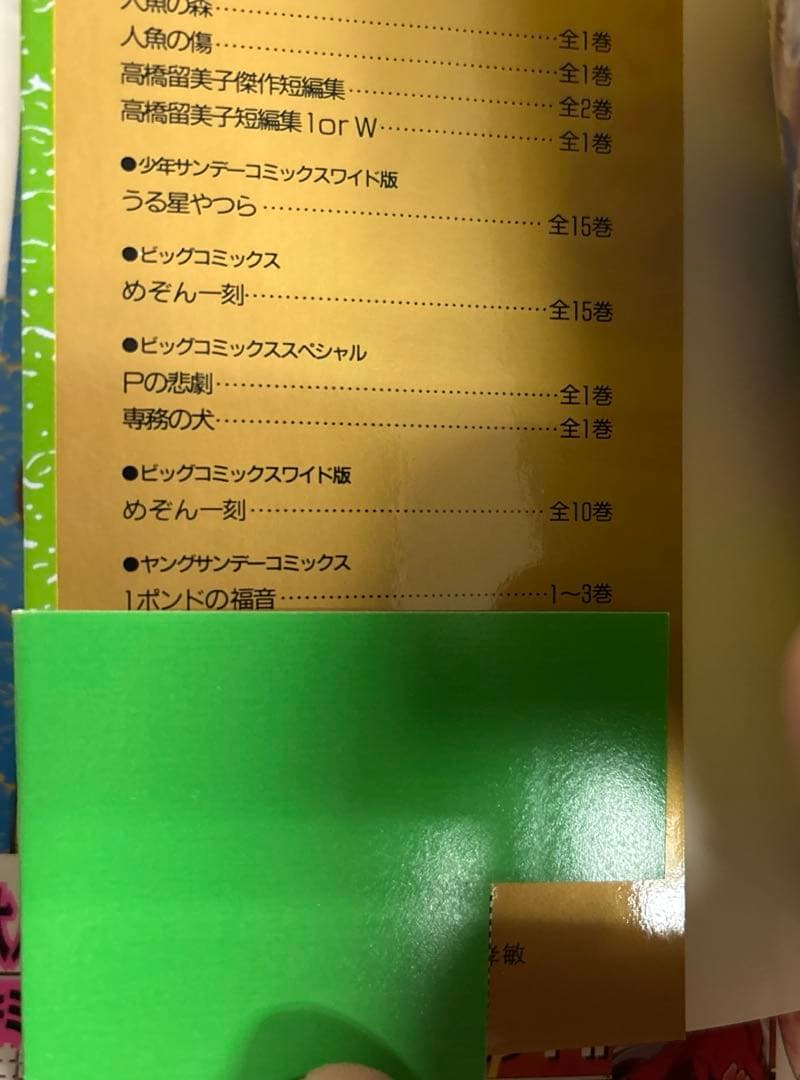 人魚の森……全1巻
人魚の傷……全1巻
高橋留美子傑作短編集……全2巻
高橋留美子短編集1orW……全1巻
●少年サンデーコミックスワイド版
うる星やつら……全15巻
●ビッグコミックス
めぞん一刻……全15巻
●ビッグコミックススペシャル
Pの悲劇……全1巻
専務の犬……全1巻
●ビッグコミックスワイド版
めぞん一刻……全10巻
●ヤングサンデーコミックス
1ポンドの福音……1〜3巻
敏